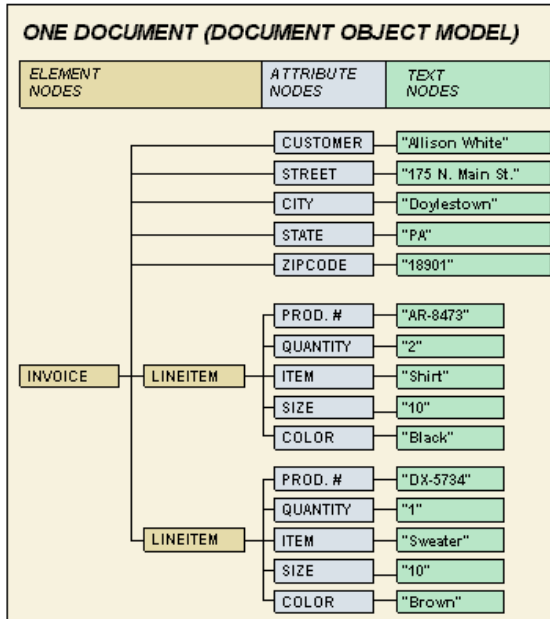 ONE DOCUMENT (DOCUMENT OBJECT MODEL)
ELEMENT NODES
ATTRIBUTE NODES
TEXT NODES
CUSTOMER "Allison White"
STREET "175 N. Main St."
CITY "Doylestown"
STATE "PA"
ZIPCODE "18901"
PROD. # "AR-8473"
QUANTITY "2"
INVOICE LINEITEM ITEM "Shirt"
SIZE "10"
COLOR "Black"
PROD. # "DX-5734"
QUANTITY "1"
LINEITEM ITEM "Sweater"
SIZE "10"
COLOR "Brown"